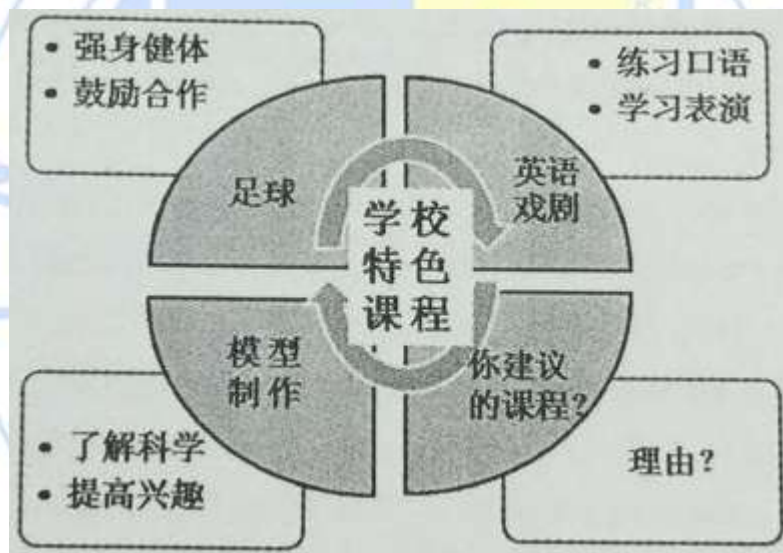 • 强身健体
• 鼓励合作
• 练习口语
• 学习表演
足球
英语
戏剧
学校
特色
课程
模型
制作
你建议
的课程?
• 了解科学
• 提高兴趣
理由?